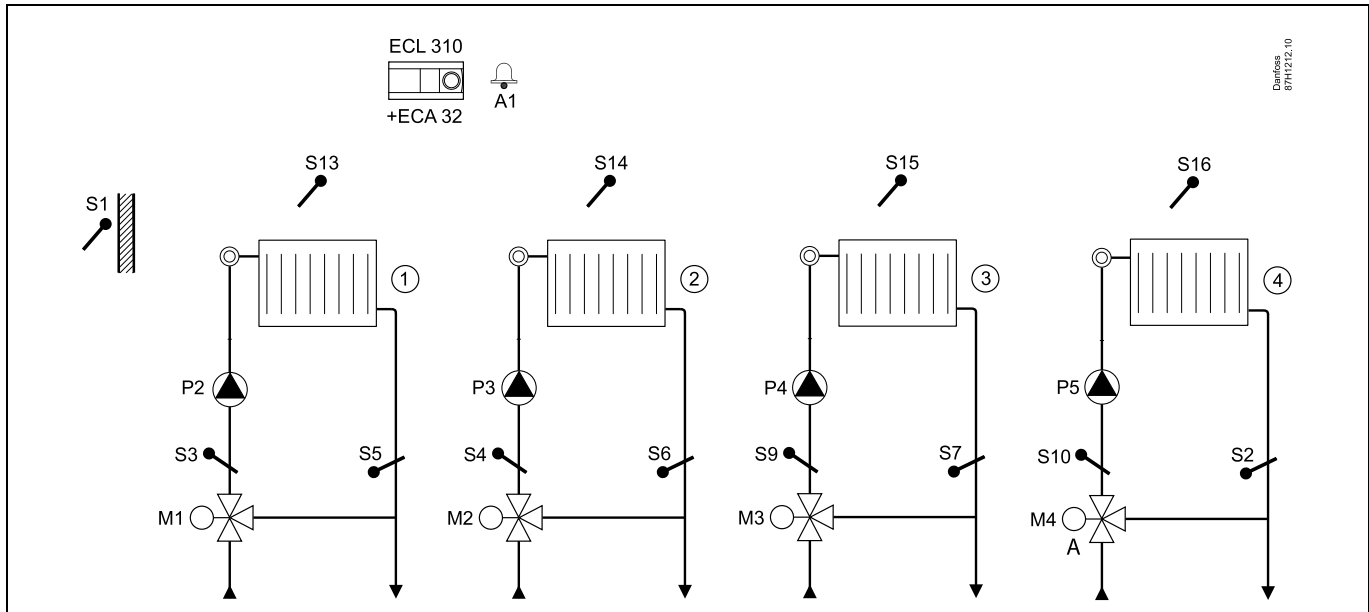 ECL 310
A1
+ECA 32
Danfoss
87H1212.10
S13
S14
S15
S16
S1
1
2
3
4
P2
P3
P4
P5
S3
S5
S4
S6
S9
S7
S10
S2
M1
M2
M3
M4
A